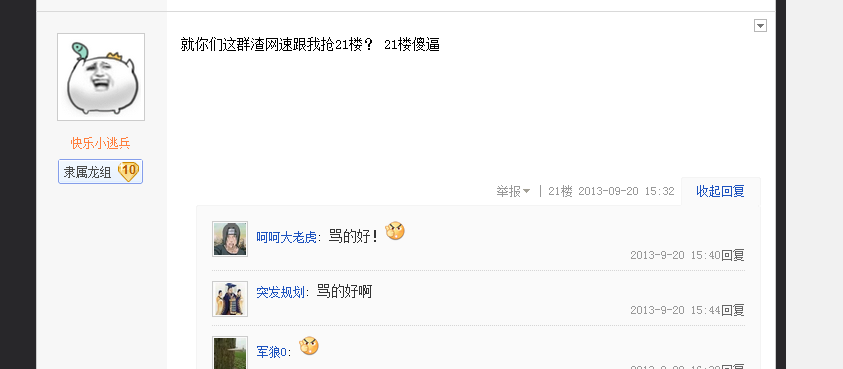 就你们这群渣网速跟我抢21楼？ 21楼傻逼
快乐小逃兵
隶属龙组 10
举报 | 21楼 2013-09-20 15:32 收起回复
呵呵大老虎: 骂的好！
2013-9-20 15:40回复
突发规划: 骂的好啊
2013-9-20 15:44回复
军狼0: